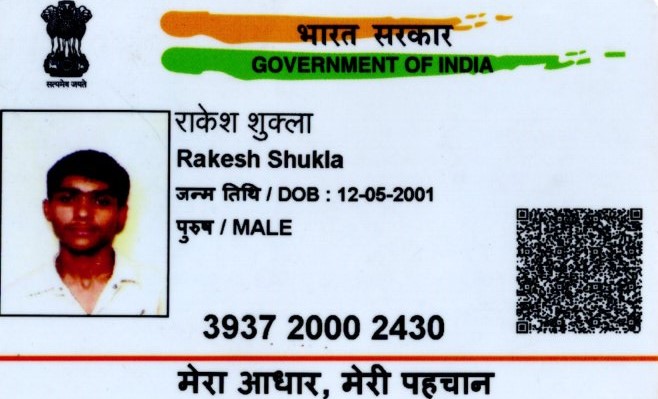 सत्यमेव जयते
भारत सरकार
GOVERNMENT OF INDIA
राकेश शुक्ला
Rakesh Shukla
जन्म तिथि / DOB : 12-05-2001
पुरुष / MALE
3937 2000 2430
मेरा आधार, मेरी पहचान